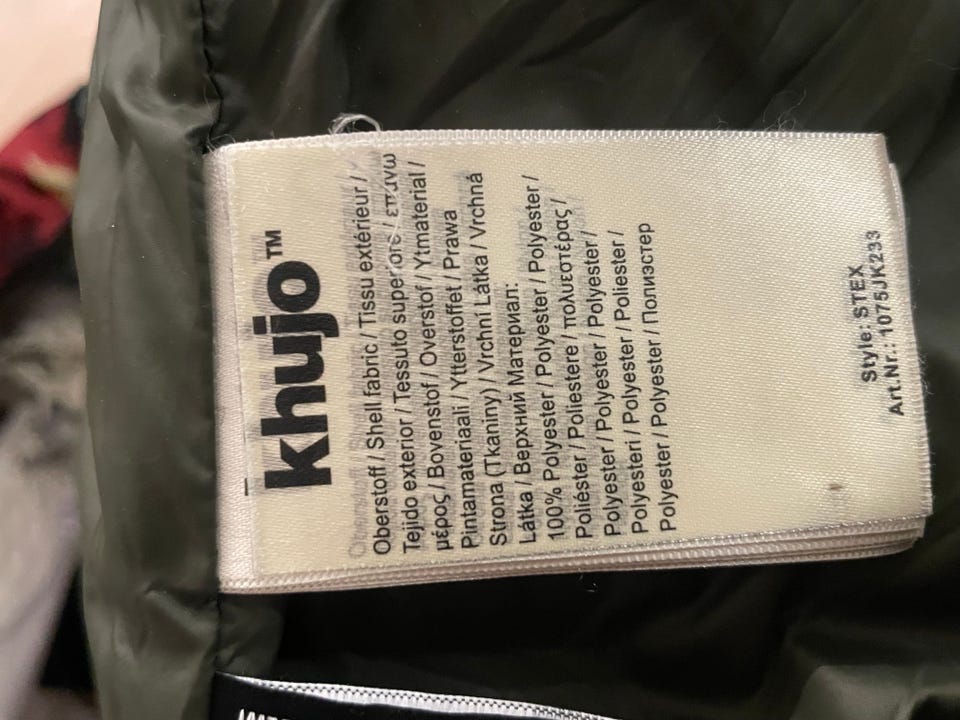 khujo™
Oberstoff / Shell fabric / Tissu extérieur /
Tejido exterior / Tessuto superiore / επάνω
μέρος / Bovenstof / Overstof / Ytmaterial /
Pintamateriaali / Ytterstoffet / Prawa
Strona (Tkaniny) / Vrchní Látka / Vrchná
Látka / Верхний Материал:
100% Polyester / Polyester / Polyester /
Poliéster / Poliestere / πολυεστέρας /
Polyester / Polyester / Polyester /
Polyesteri / Polyester / Poliester /
Polyester / Polyester / Полиэстер
Style: STEX
Art.Nr.: 1075JK233